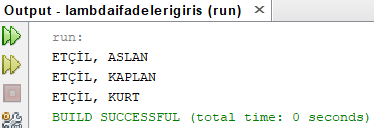 Output - lambdaifadelerigiris (run) ×
run:
ETÇİL, ASLAN
ETÇİL, KAPLAN
ETÇİL, KURT
BUILD SUCCESSFUL (total time: 0 seconds)